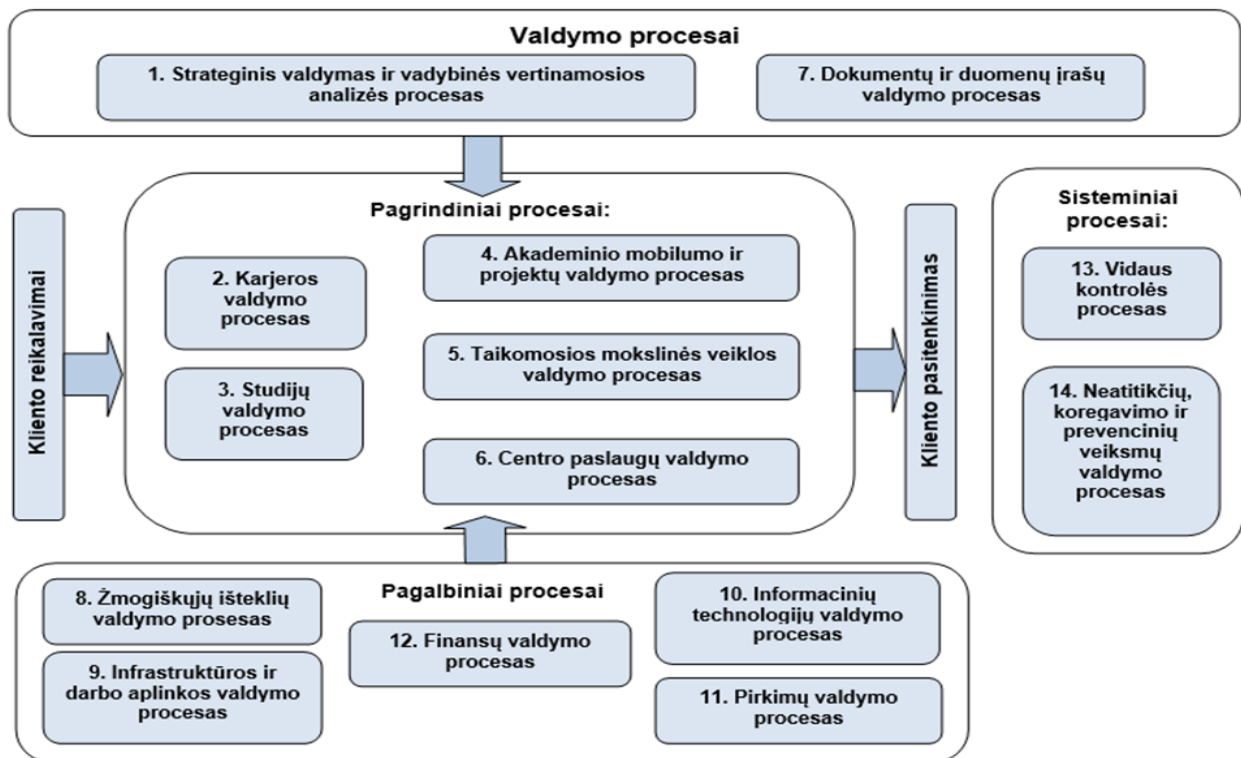 Valdymo procesai
1. Strateginis valdymas ir vadybinės vertinamosios
analizės procesas
7. Dokumentų ir duomenų įrašų
valdymo procesas
Kliento reikalavimai
Pagrindiniai procesai:
2. Karjeros
valdymo
procesas
3. Studijų
valdymo
procesas
4. Akademinio mobilumo ir
projektų valdymo procesas
5. Taikomosios mokslinės veiklos
valdymo procesas
6. Centro paslaugų valdymo
procesas
Kliento pasitenkinimas
Sisteminiai
procesai:
13. Vidaus
kontrolės
procesas
14. Neatitikčių,
koregavimo ir
prevencinių
veiksmų
valdymo
procesas
Pagalbiniai procesai
8. Žmogiškųjų išteklių
valdymo prosesas
9. Infrastruktūros ir
darbo aplinkos valdymo
procesas
12. Finansų valdymo
procesas
10. Informacinių
technologijų valdymo
procesas
11. Pirkimų valdymo
procesas